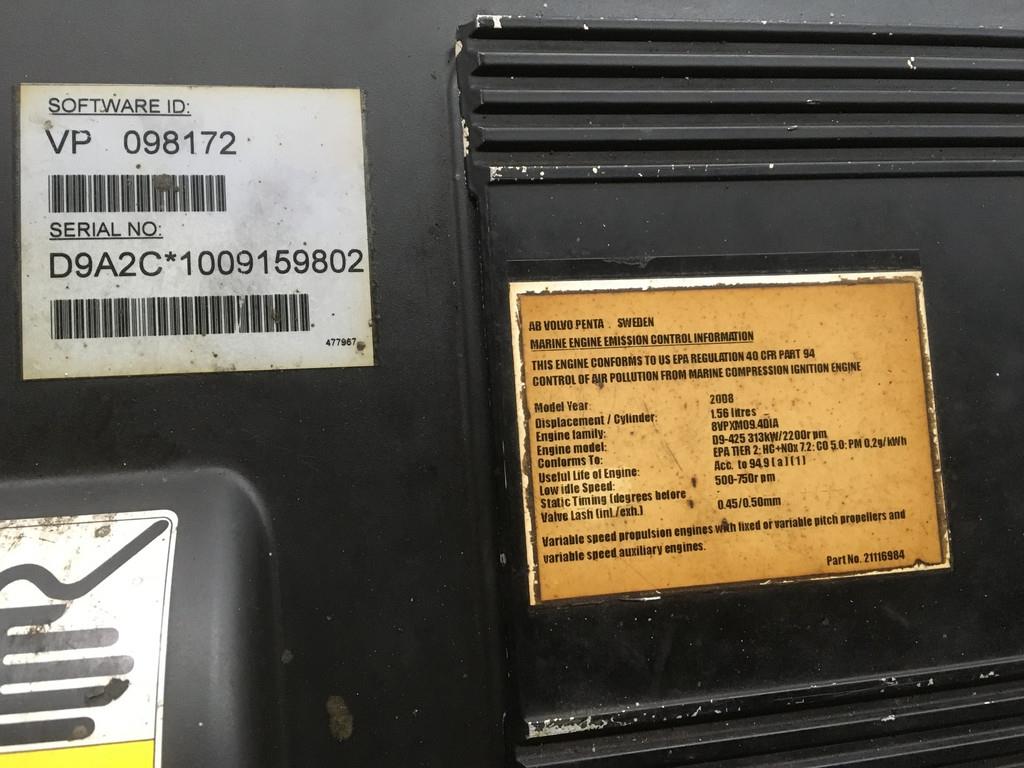 SOFTWARE ID:
VP 098172
SERIAL NO:
D9A2C*1009159802
477967
AB VOLVO PENTA . SWEDEN
MARINE ENGINE EMISSION CONTROL INFORMATION
THIS ENGINE CONFORMS TO US EPA REGULATION 40 CFR PART 94
CONTROL OF AIR POLLUTION FROM MARINE COMPRESSION IGNITION ENGINE
Model Year: 2008
Displacement / Cylinder: 1.56 litres
Engine family: 8VPXM09.4DIA
Engine model: D9-425 313kW/2200rpm
Conforms To: EPA TIER 2: HC+NOx 7.2: CO 5.0: PM 0.2g/kWh
Useful Life of Engine: Acc. to 94.9 (a)(1)
Low idle Speed: 500-750rpm
Static Timing (degrees before
Valve Lash (inl./exh.) 0.45/0.50mm
Variable speed propulsion engines with fixed or variable pitch propellers and
variable speed auxiliary engines.
Part No. 21116984